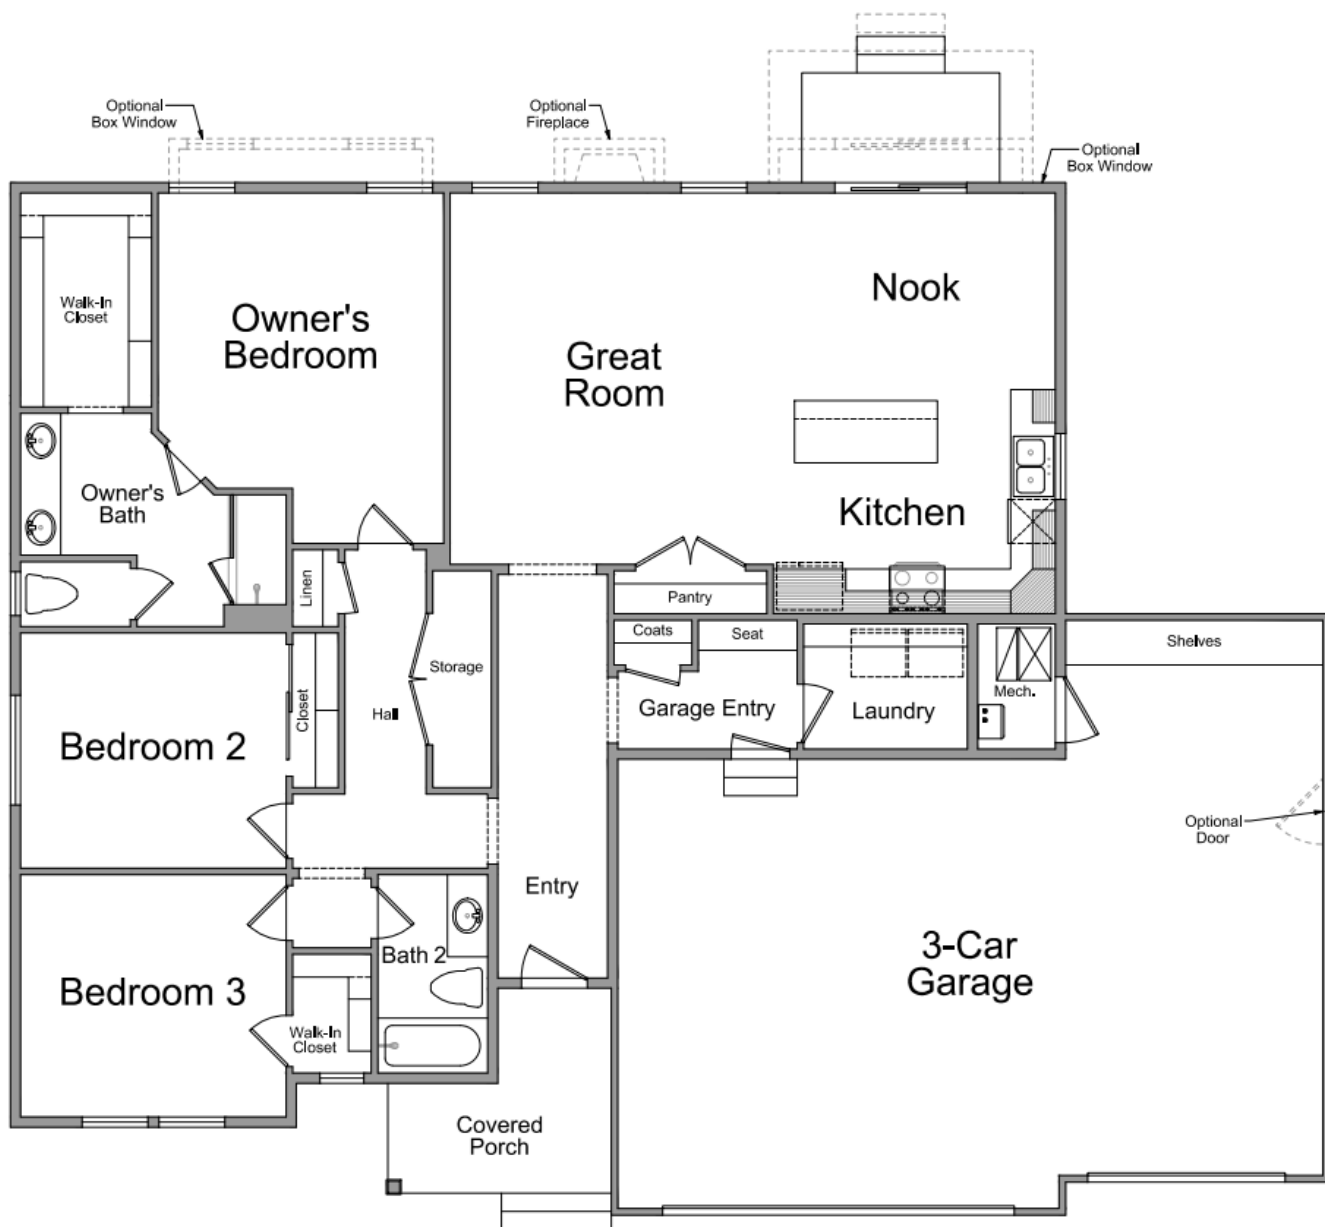 Optional
Box Window
Optional
Fireplace
Optional
Box Window
Walk-In
Closet
Owner's
Bedroom
Great
Room
Nook
Owner's
Bath
Kitchen
Linen
Pantry
Coats
Seat
Shelves
Storage
Closet
Hall
Garage Entry
Laundry
Mech.
Bedroom 2
Optional
Door
Entry
Bath 2
3-Car
Garage
Bedroom 3
Walk-In
Closet
Covered
Porch